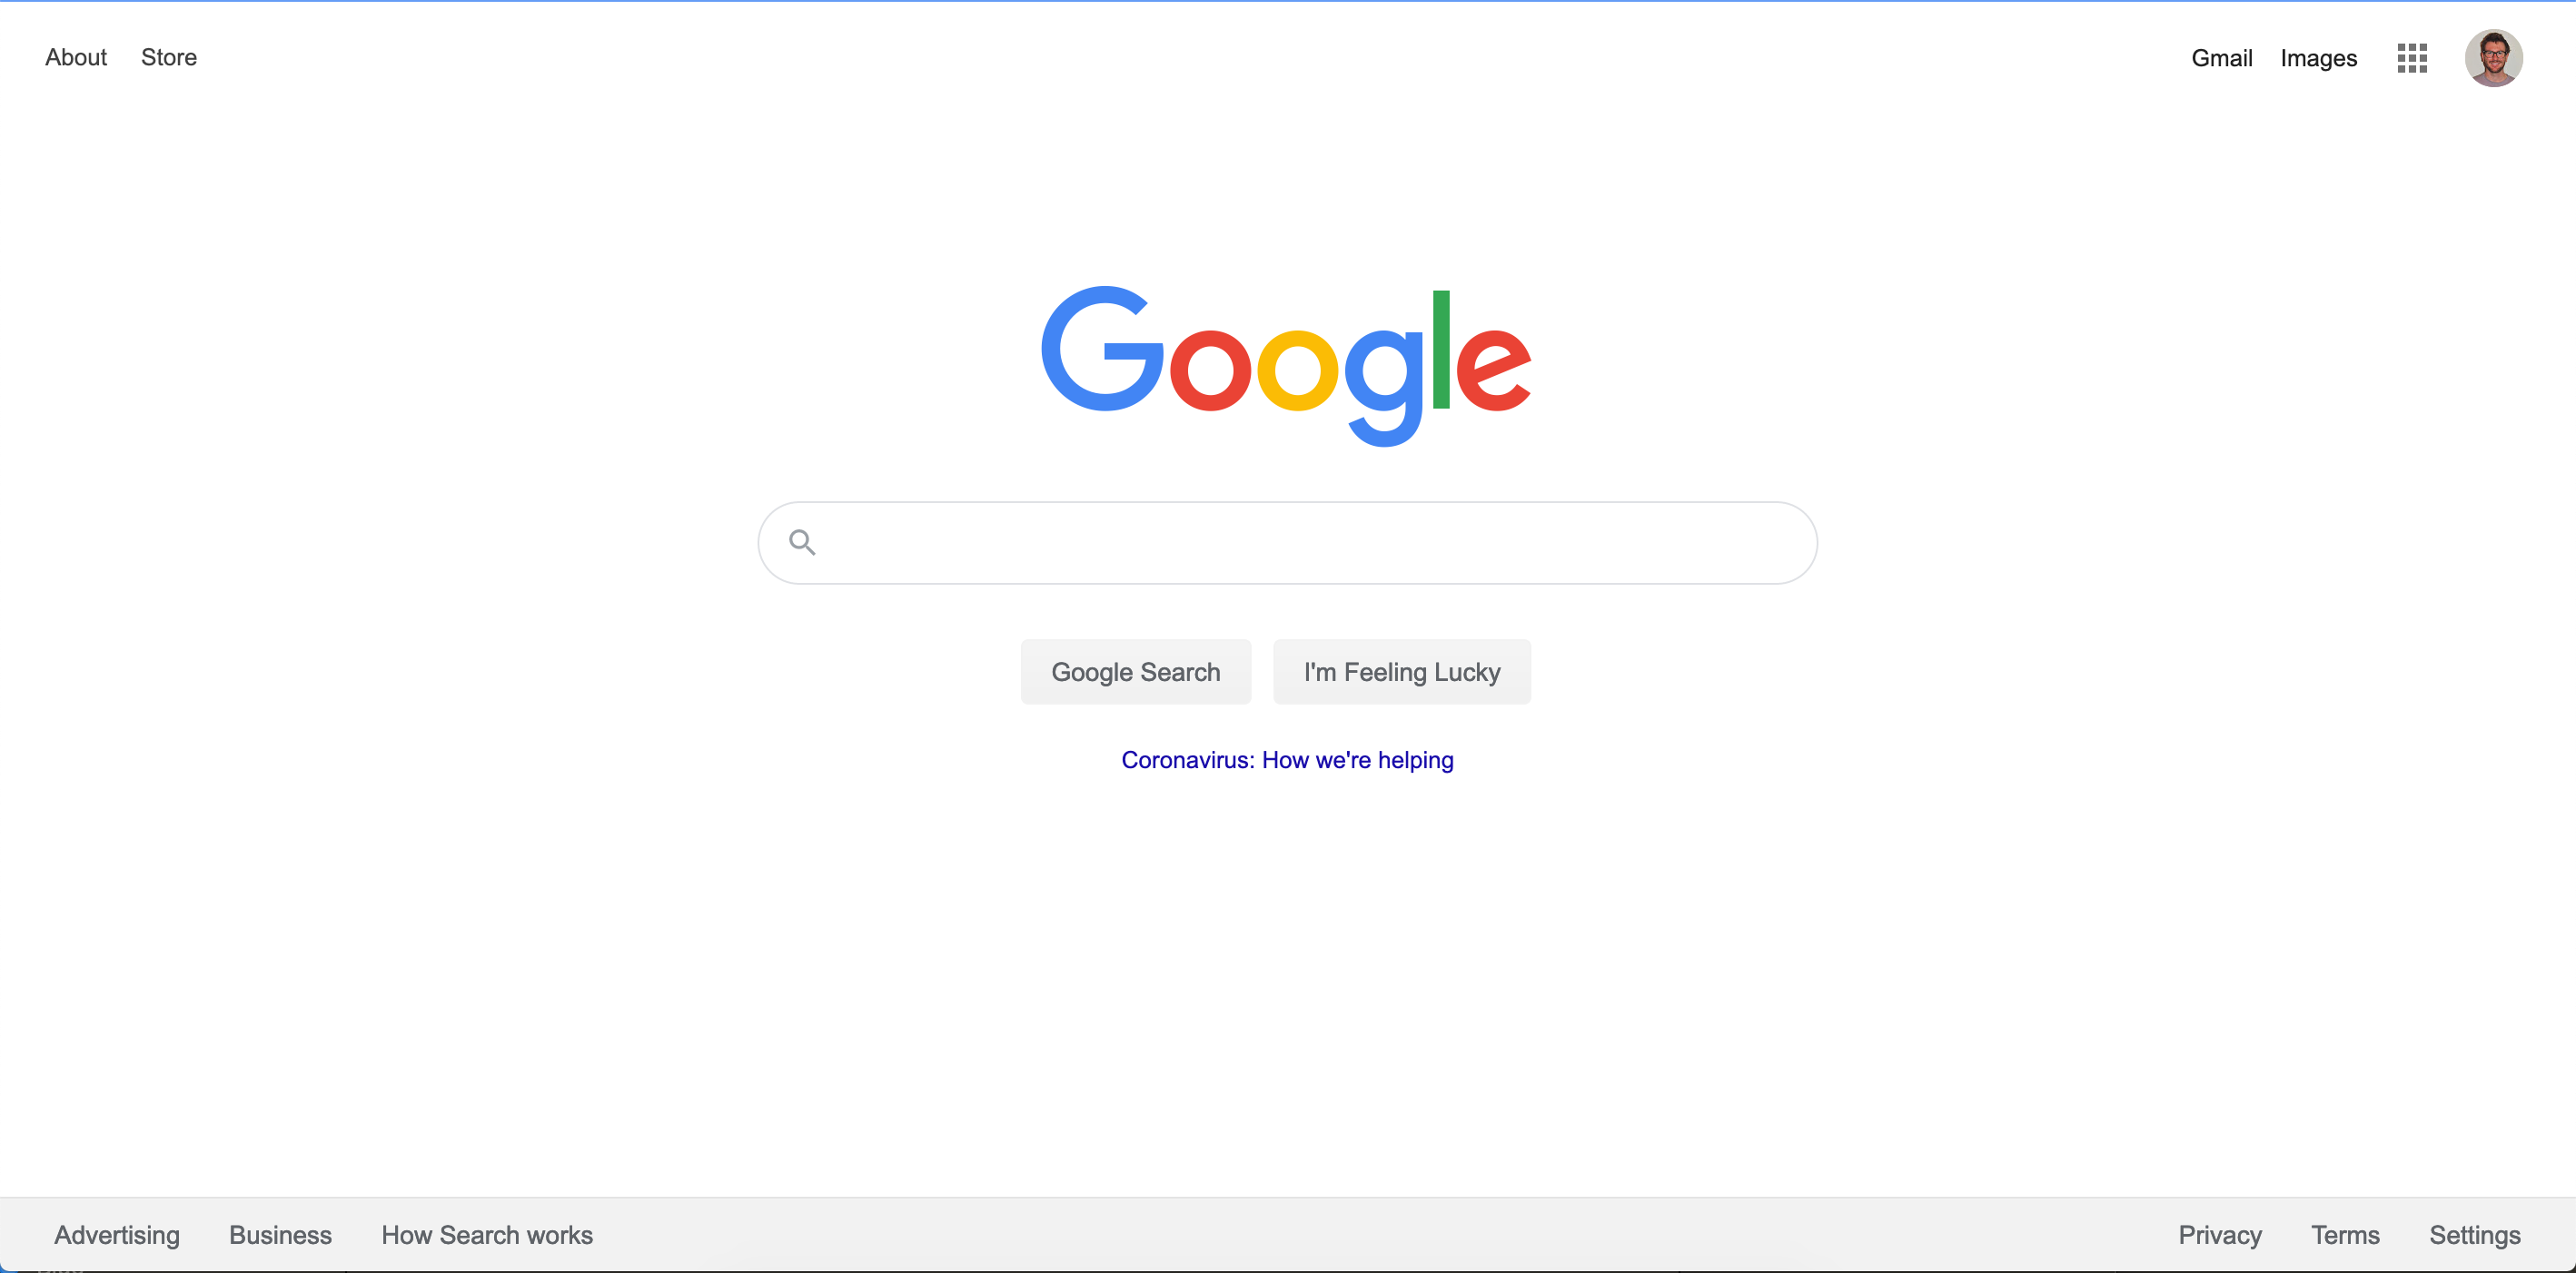 About Store Gmail Images
Google
Google Search I'm Feeling Lucky
Coronavirus: How we're helping
Advertising Business How Search works Privacy Terms Settings